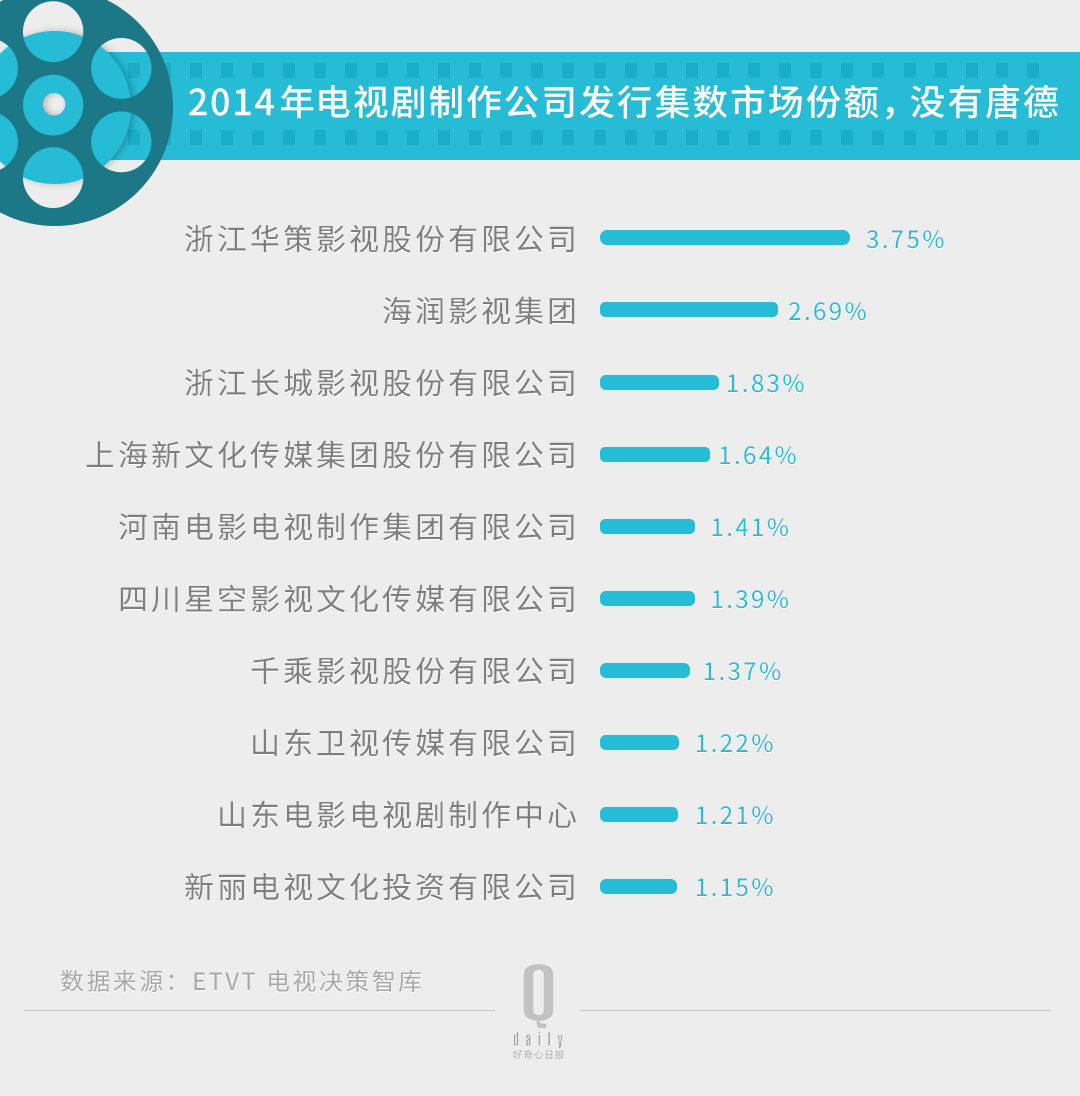 2014年电视剧制作公司发行集数市场份额，没有唐德
浙江华策影视股份有限公司 3.75%
海润影视集团 2.69%
浙江长城影视股份有限公司 1.83%
上海新文化传媒集团股份有限公司 1.64%
河南电影电视制作集团有限公司 1.41%
四川星空影视文化传媒有限公司 1.39%
千乘影视股份有限公司 1.37%
山东卫视传媒有限公司 1.22%
山东电影电视剧制作中心 1.21%
新丽电视文化投资有限公司 1.15%
数据来源：ETVT 电视决策智库
Q
daily
好奇心日报